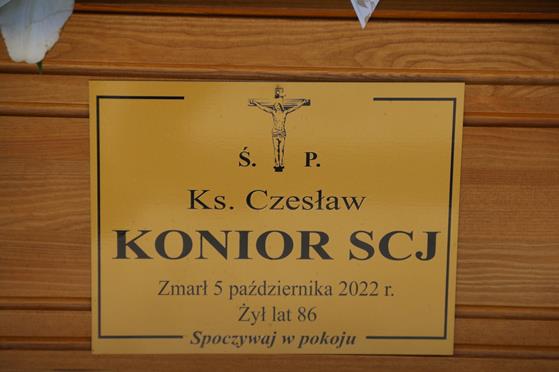 Ś. P.
Ks. Czesław
KONIOR SCJ
Zmarł 5 października 2022 r.
Żył lat 86
Spoczywaj w pokoju